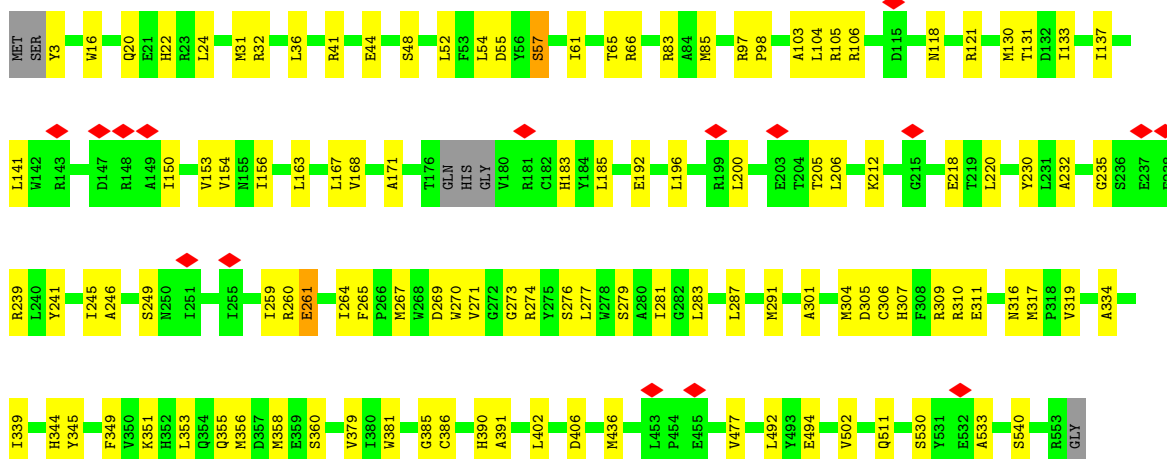 MET SER Y3 W16 Q20 E21 H22 R23 L24 M31 R32 L36 R41 E44 S48 L52 F53 L54 D55 Y56 S57 I61 T65 R66 R83 A84 M85 R97 P98 A103 L104 R105 R106 D115 N118 R121 M130 T131 D132 I133 I137
L141 W142 R143 D147 R148 A149 I150 V153 V154 N155 I156 L163 L167 V168 A171 T176 GLN HIS GLY V180 R181 C182 H183 Y184 L185 E192 L196 R199 L200 E203 T204 T205 L206 K212 G215 E218 T219 L220 Y230 L231 A232 G235 S236 E237
R239 L240 Y241 I245 A246 S249 N250 I251 I255 I259 R260 E261 I264 F265 P266 M267 W268 D269 W270 V271 G272 G273 R274 Y275 S276 L277 W278 S279 A280 I281 G282 L283 L287 M291 A301 M304 D305 C306 H307 F308 R309 R310 E311 N316 M317 P318 V319 A334
I339 H344 Y345 F349 V350 K351 H352 L353 Q354 Q355 M356 D357 M358 E359 S360 V379 I380 W381 G385 C386 H390 A391 L402 D406 M436 L453 P454 E455 V477 L492 Y493 E494 V502 Q511 S530 Y531 E532 A533 S540 R553 GLY